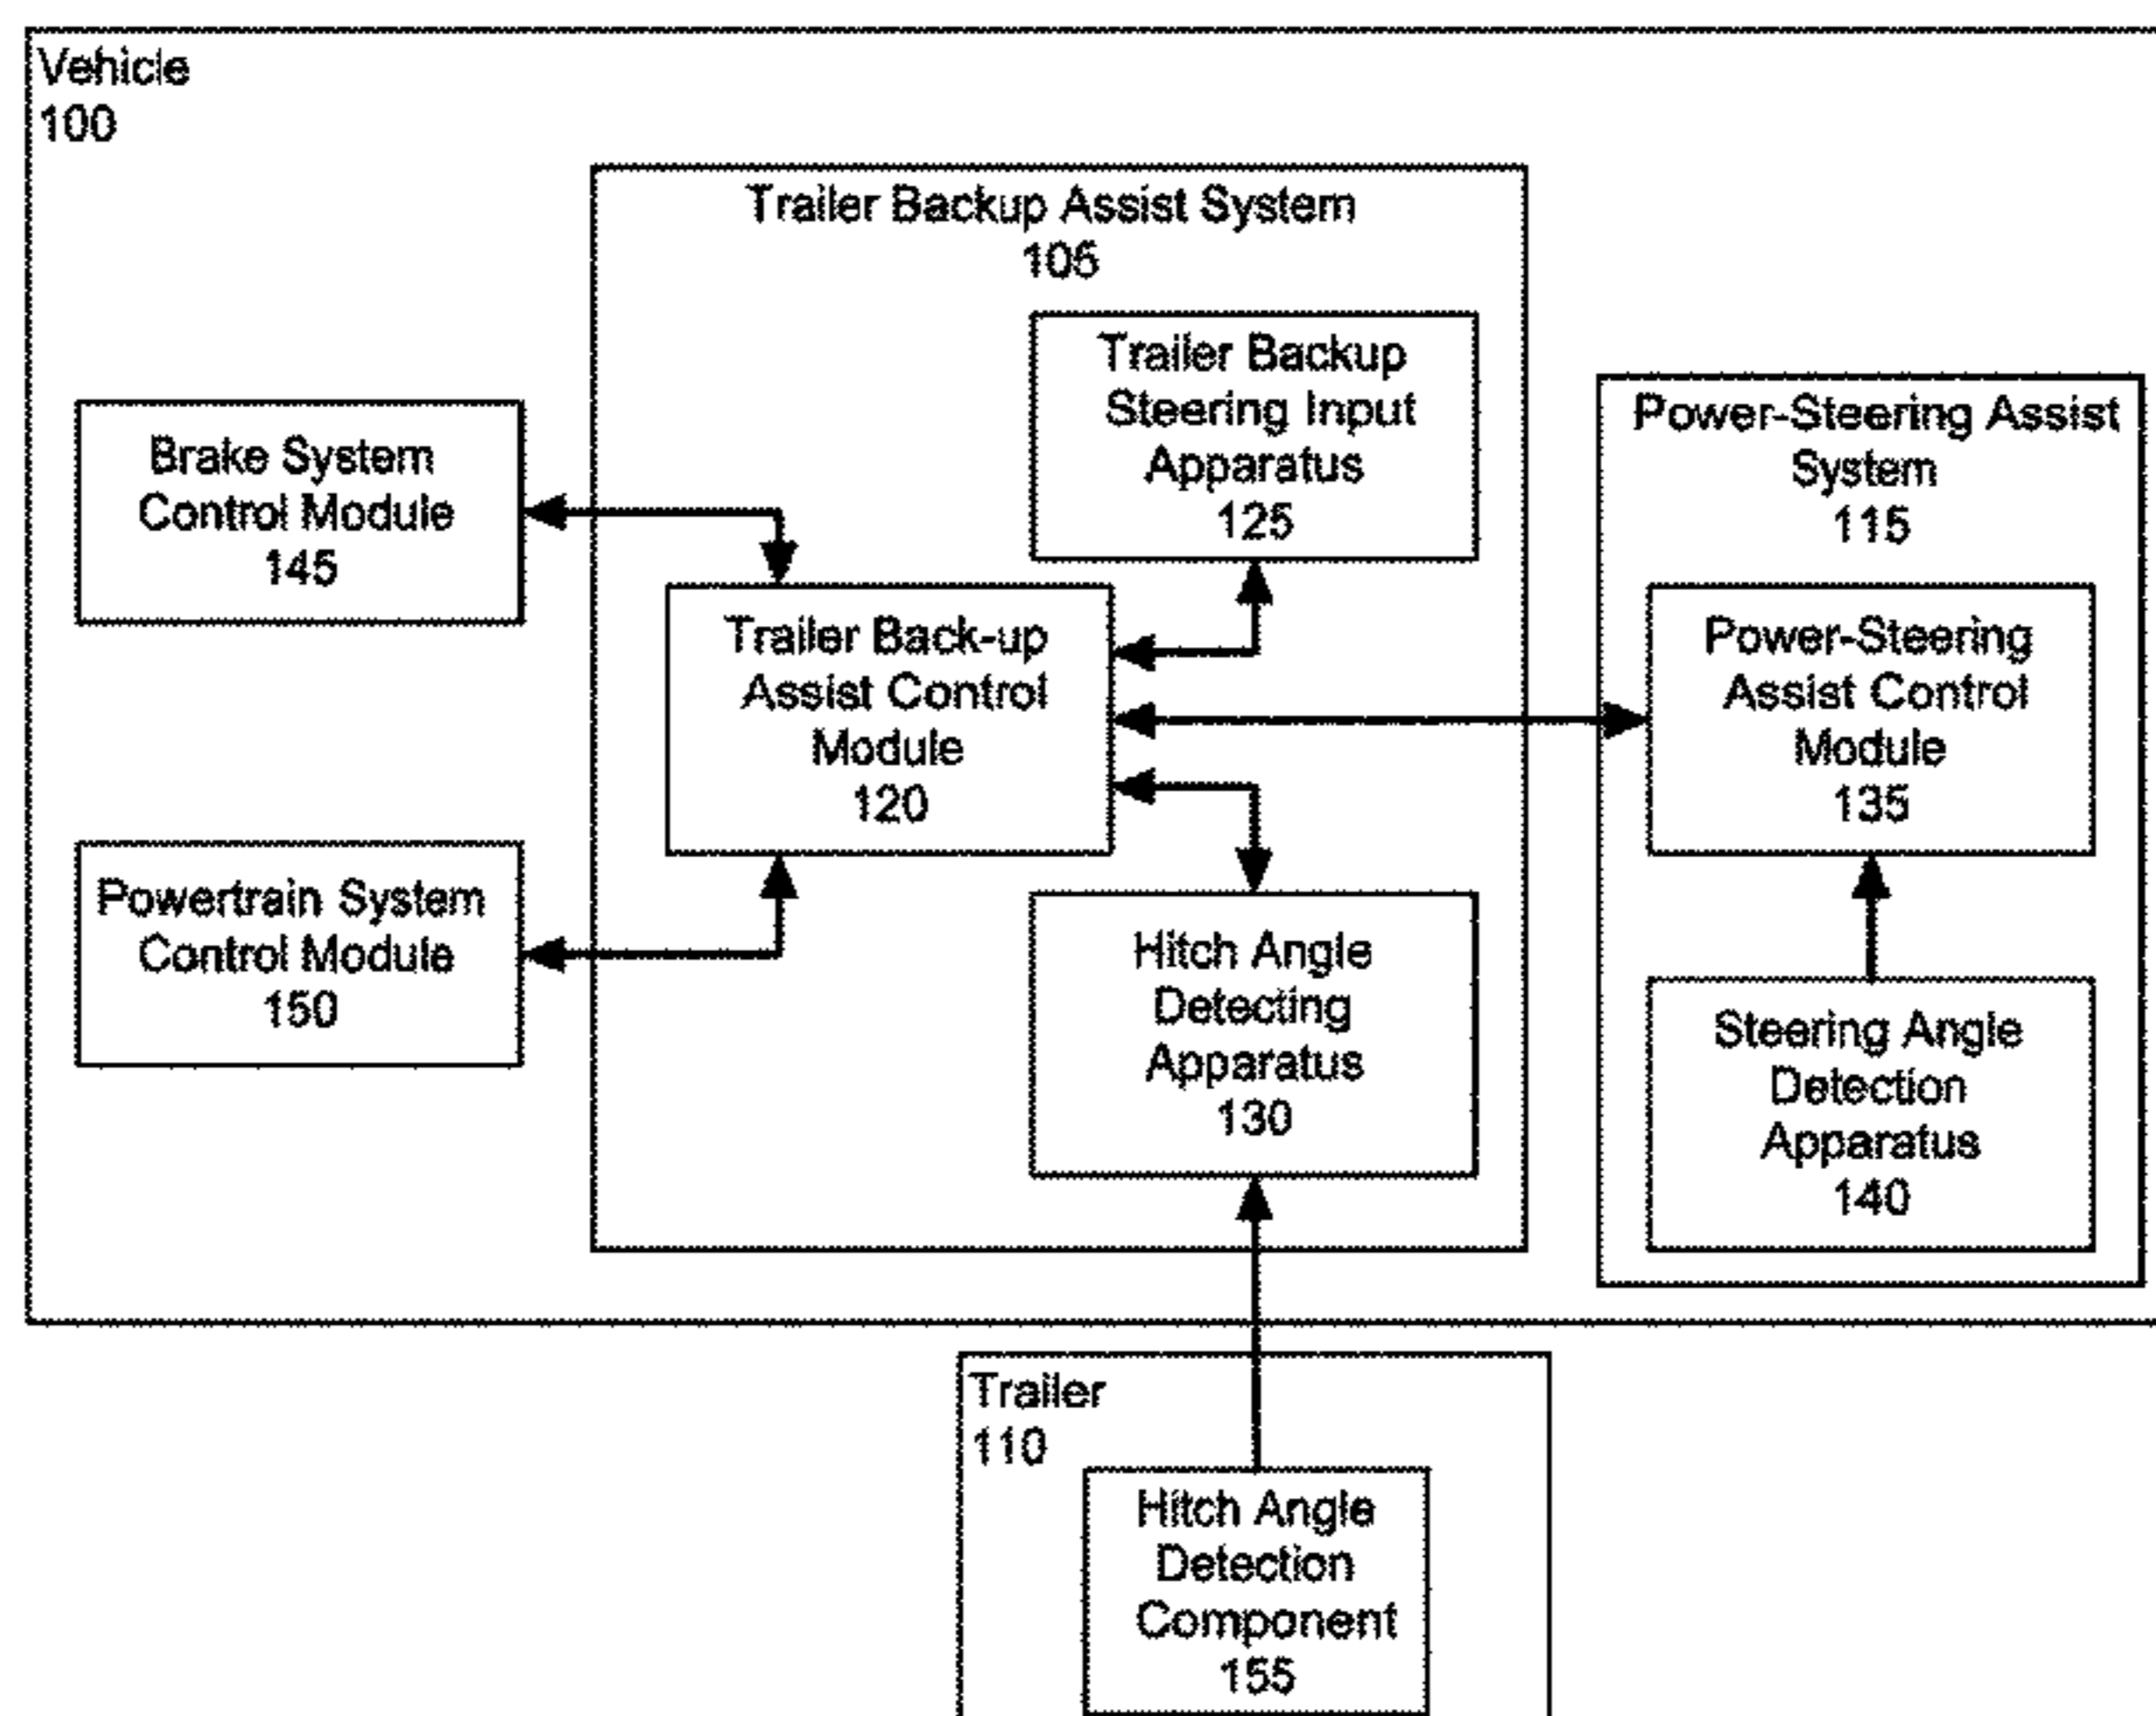 Vehicle
100
Trailer Backup Assist System
105
Trailer Backup
Steering Input
Apparatus
125
Power-Steering Assist
System
115
Brake System
Control Module
145
Trailer Back-up
Assist Control
Module
120
Power-Steering
Assist Control
Module
135
Powertrain System
Control Module
150
Hitch Angle
Detecting
Apparatus
130
Steering Angle
Detection
Apparatus
140
Trailer
110
Hitch Angle
Detection
Component
155